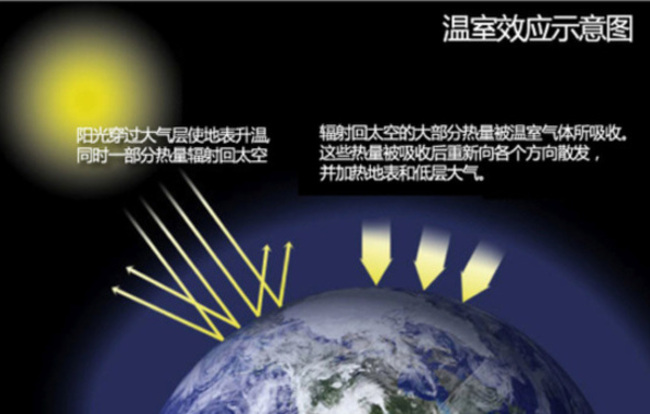 温室效应示意图
阳光穿过大气层使地表升温,
同时一部分热量辐射回太空
辐射回太空的大部分热量被温室气体所吸收。
这些热量被吸收后重新向各个方向散发，
并加热地表和低层大气。